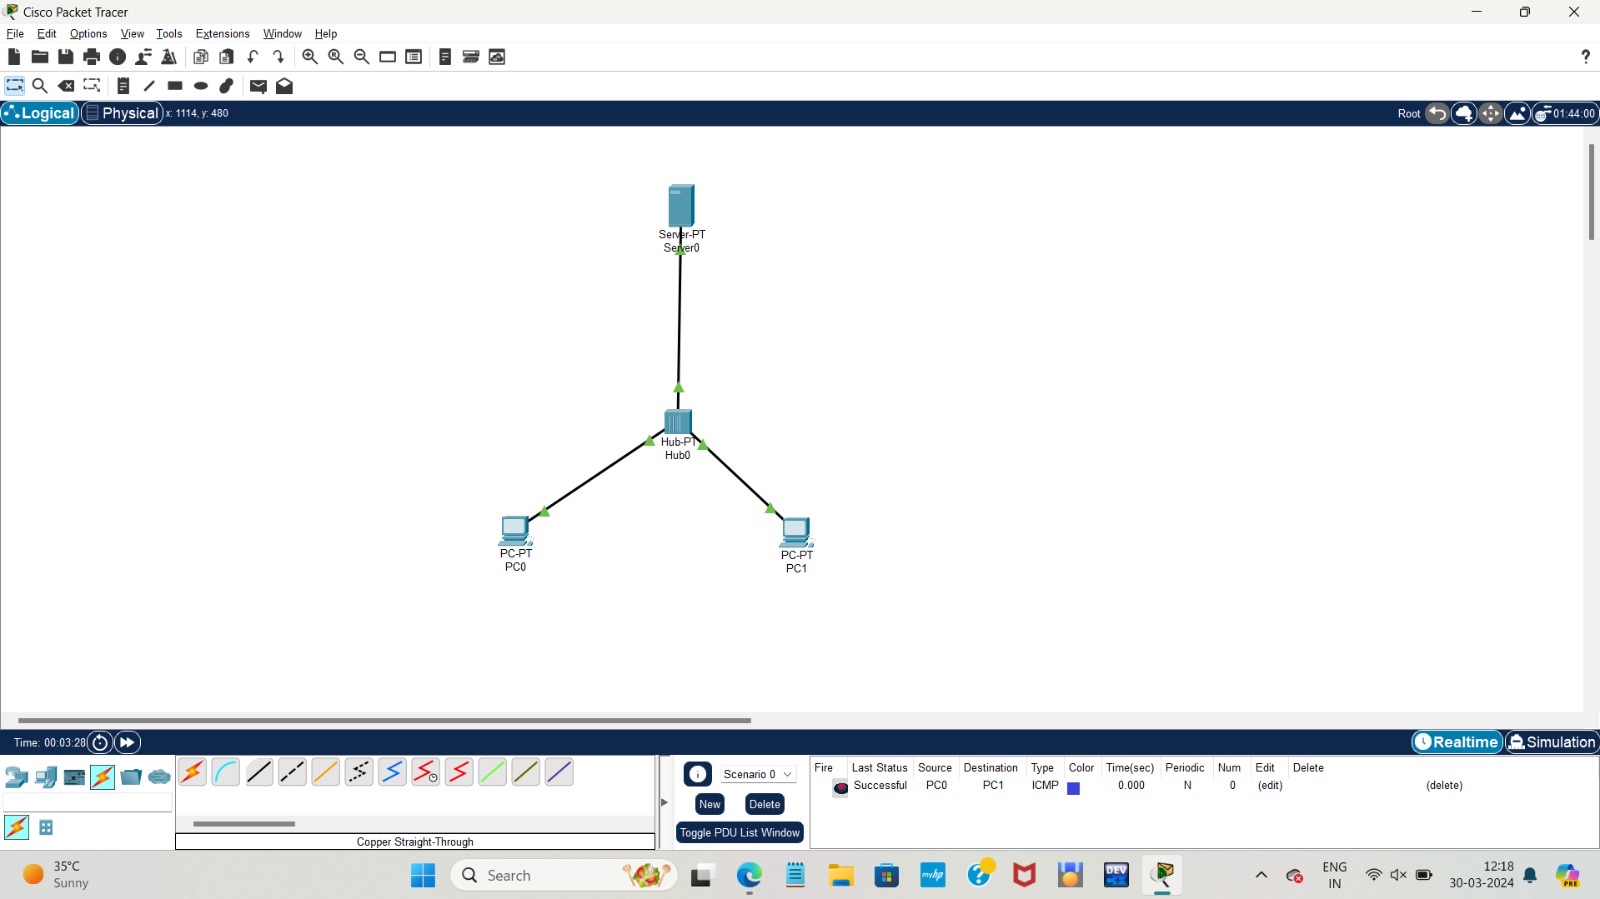 Cisco Packet Tracer
File Edit Options View Tools Extensions Window Help
?
Logical Physical x: 1114, y: 480 Root 01:44:00
Server-PT
Server0
Hub-PT
Hub0
PC-PT
PC0
PC-PT
PC1
Time: 00:03:28 Realtime Simulation
Scenario 0
New Delete
Toggle PDU List Window
Fire Last Status Source Destination Type Color Time(sec) Periodic Num Edit Delete
Successful PC0 PC1 ICMP 0.000 N 0 (edit) (delete)
Copper Straight-Through
35°C
Sunny
Search
myhp
DEV
ENG
IN
12:18
30-03-2024
PRE